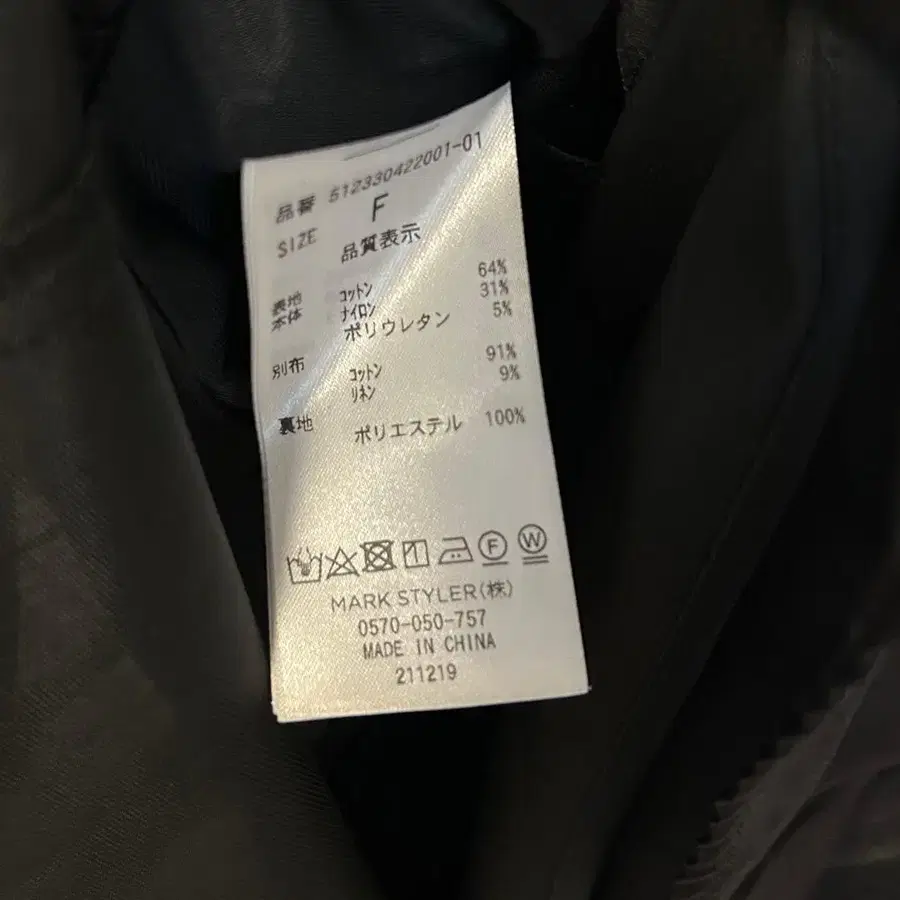 品番 512330422001-01
SIZE F
品質表示
表地 コットン 64%
本体 ナイロン 31%
ポリウレタン 5%
別布 コットン 91%
リネン 9%
裏地 ポリエステル 100%
F W
MARK STYLER(株)
0570-050-757
MADE IN CHINA
211219